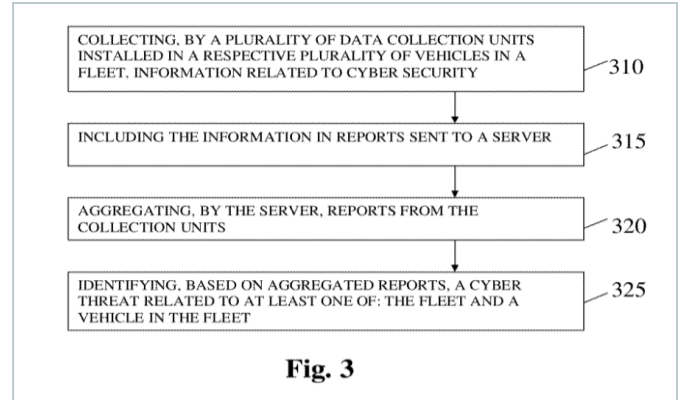 COLLECTING, BY A PLURALITY OF DATA COLLECTION UNITS
INSTALLED IN A RESPECTIVE PLURALITY OF VEHICLES IN A
FLEET, INFORMATION RELATED TO CYBER SECURITY
310
INCLUDING THE INFORMATION IN REPORTS SENT TO A SERVER
315
AGGREGATING, BY THE SERVER, REPORTS FROM THE
COLLECTION UNITS
320
IDENTIFYING, BASED ON AGGREGATED REPORTS, A CYBER
THREAT RELATED TO AT LEAST ONE OF: THE FLEET AND A
VEHICLE IN THE FLEET
325
Fig. 3